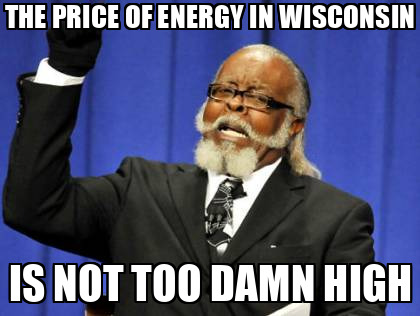 THE PRICE OF ENERGY IN WISCONSIN
IS NOT TOO DAMN HIGH